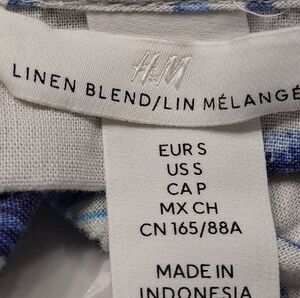 H&M
LINEN BLEND/LIN MÉLANGÉ
EUR S
US S
CA P
MX CH
CN 165/88A
MADE IN
INDONESIA